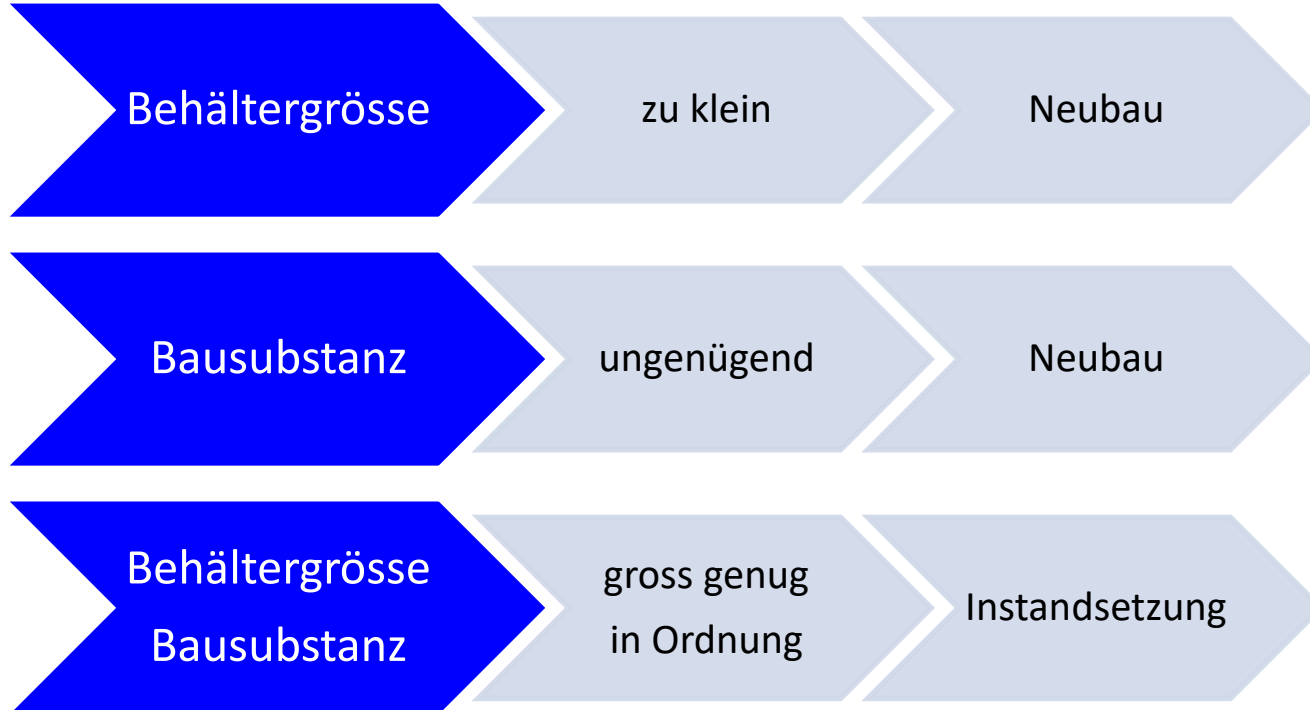 Behältergrösse
zu klein
Neubau
Bausubstanz
ungenügend
Neubau
Behältergrösse
Bausubstanz
gross genug
in Ordnung
Instandsetzung